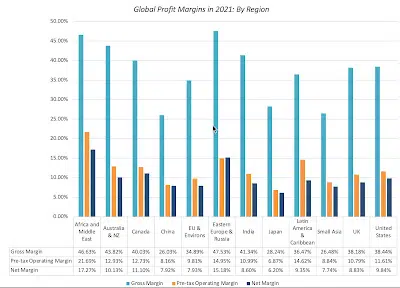 Global Profit Margins in 2021: By Region
50.00%
45.00%
40.00%
35.00%
30.00%
25.00%
20.00%
15.00%
10.00%
5.00%
0.00%
Africa and Middle East
Australia & NZ
Canada
China
EU & Environs
Eastern Europe & Russia
India
Japan
Latin America & Caribbean
Small Asia
UK
United States
Gross Margin 46.63% 43.82% 40.03% 26.03% 34.89% 47.53% 41.34% 28.24% 36.47% 26.48% 38.18% 38.44%
Pre-tax Operating Margin 21.63% 12.93% 12.73% 8.16% 9.81% 14.95% 10.99% 6.87% 14.62% 8.84% 10.79% 11.61%
Net Margin 17.27% 10.13% 11.10% 7.92% 7.93% 15.18% 8.60% 6.20% 9.35% 7.74% 8.83% 9.84%
Gross Margin Pre-tax Operating Margin Net Margin